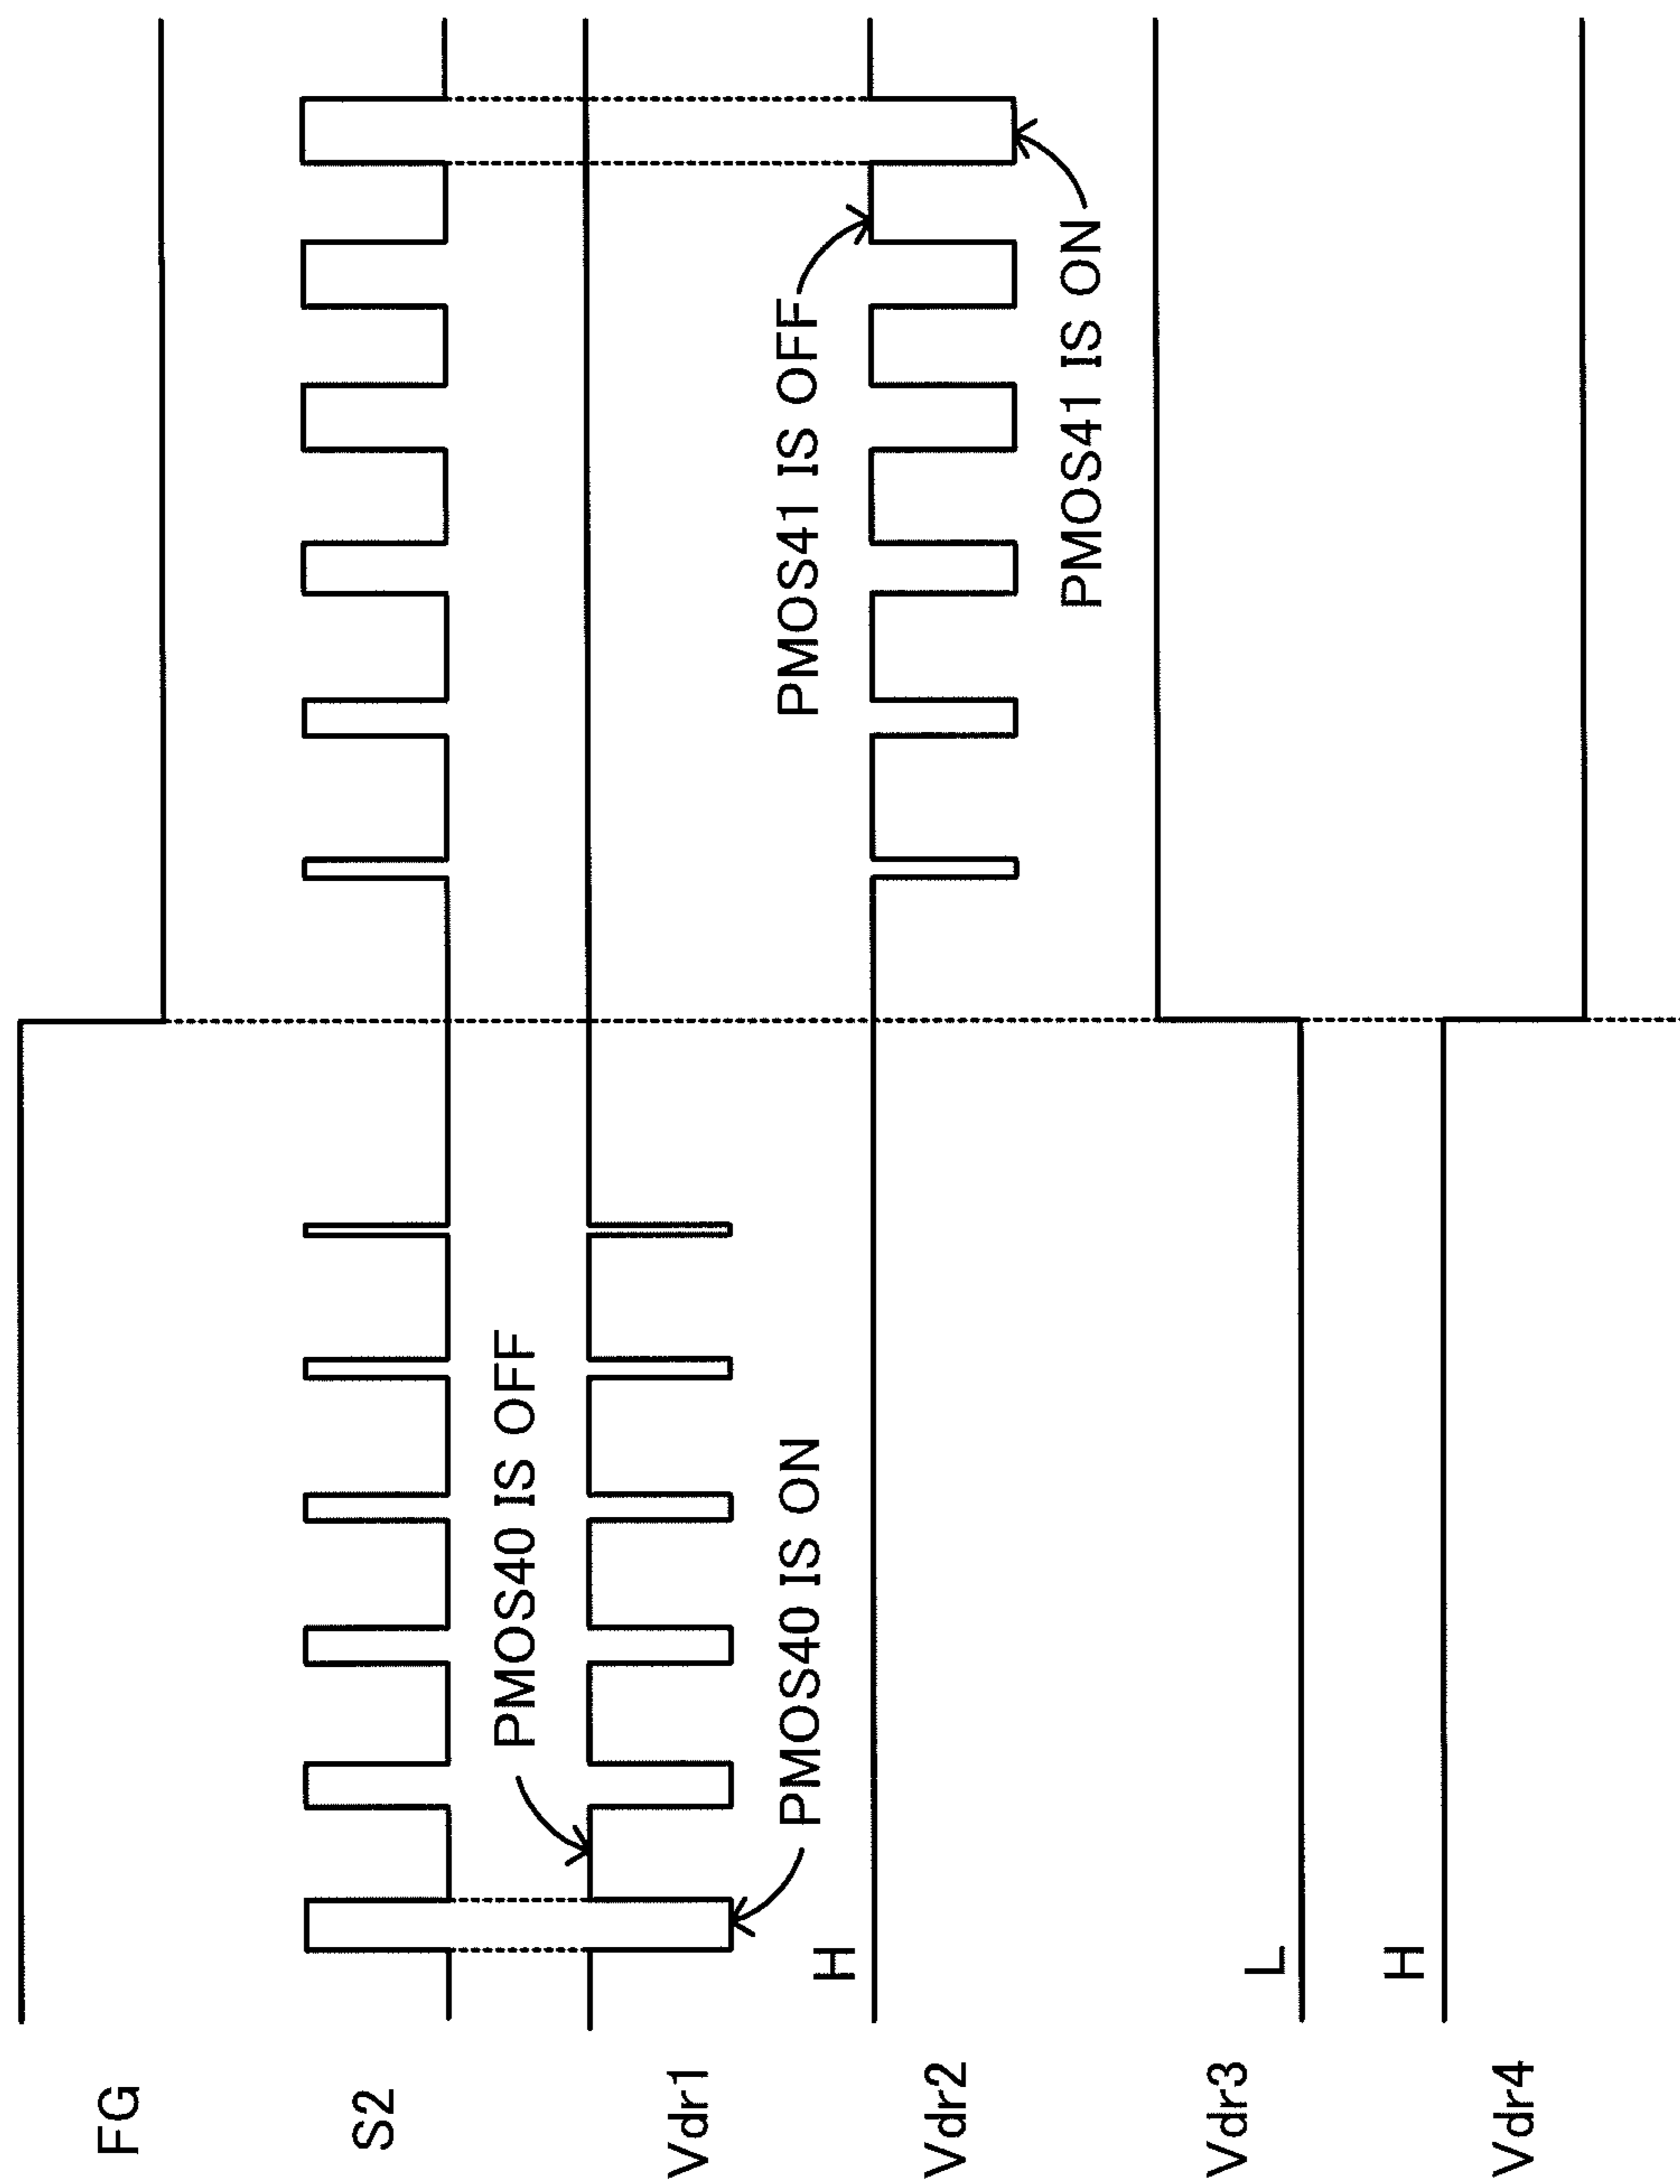 FG
S2
PMOS40 IS OFF
Vdr1
PMOS40 IS ON
PMOS41 IS OFF
H
Vdr2
PMOS41 IS ON
L
Vdr3
H
Vdr4